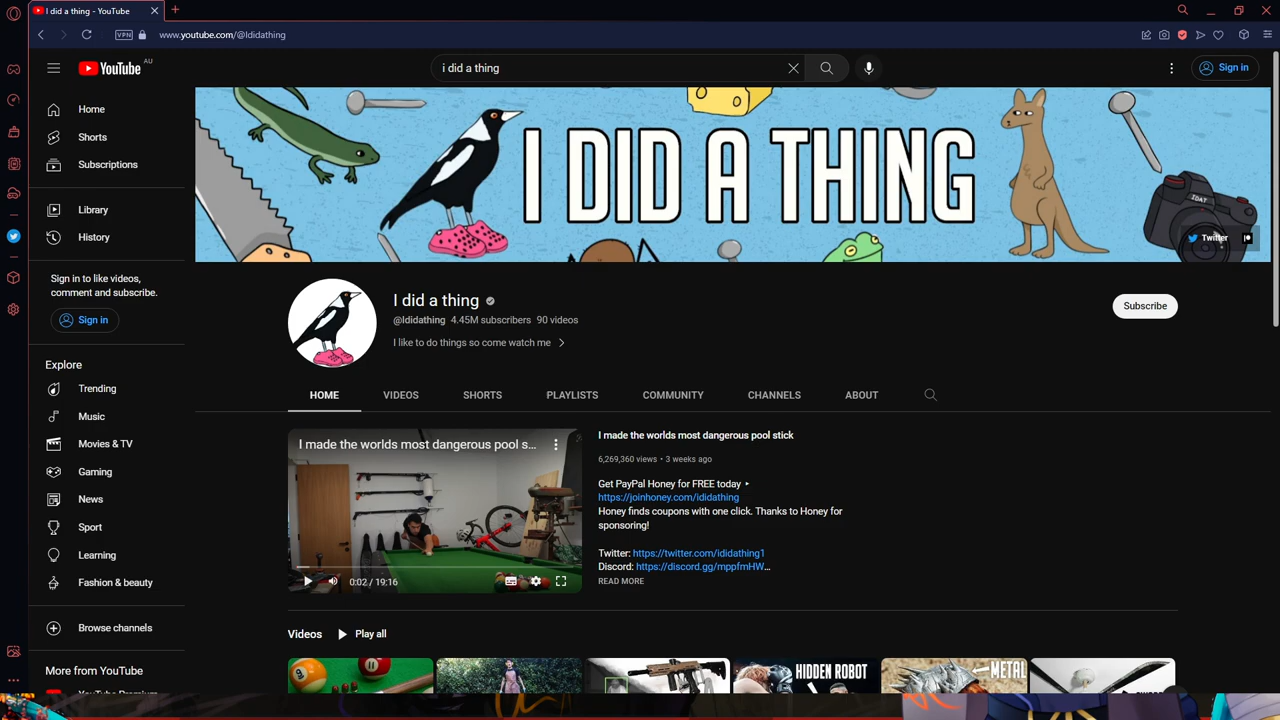 I did a thing - YouTube
VPN
www.youtube.com/@Ididathing
YouTube AU
i did a thing
Sign in
Home
Shorts
Subscriptions
Library
History
Sign in to like videos,
comment and subscribe.
Sign in
Explore
Trending
Music
Movies & TV
Gaming
News
Sport
Learning
Fashion & beauty
Browse channels
More from YouTube
YouTube Premium
I DID A THING
IDAT
Twitter
I did a thing
@Ididathing 4.45M subscribers 90 videos
I like to do things so come watch me
Subscribe
HOME VIDEOS SHORTS PLAYLISTS COMMUNITY CHANNELS ABOUT
I made the worlds most dangerous pool s...
0:02 / 19:16
I made the worlds most dangerous pool stick
6,269,360 views • 3 weeks ago
Get PayPal Honey for FREE today ▸
https://joinhoney.com/ididathing
Honey finds coupons with one click. Thanks to Honey for
sponsoring!
Twitter: https://twitter.com/ididathing1
Discord: https://discord.gg/mppfmHW...
READ MORE
Videos
Play all
9
11
HIDDEN ROBOT
METAL